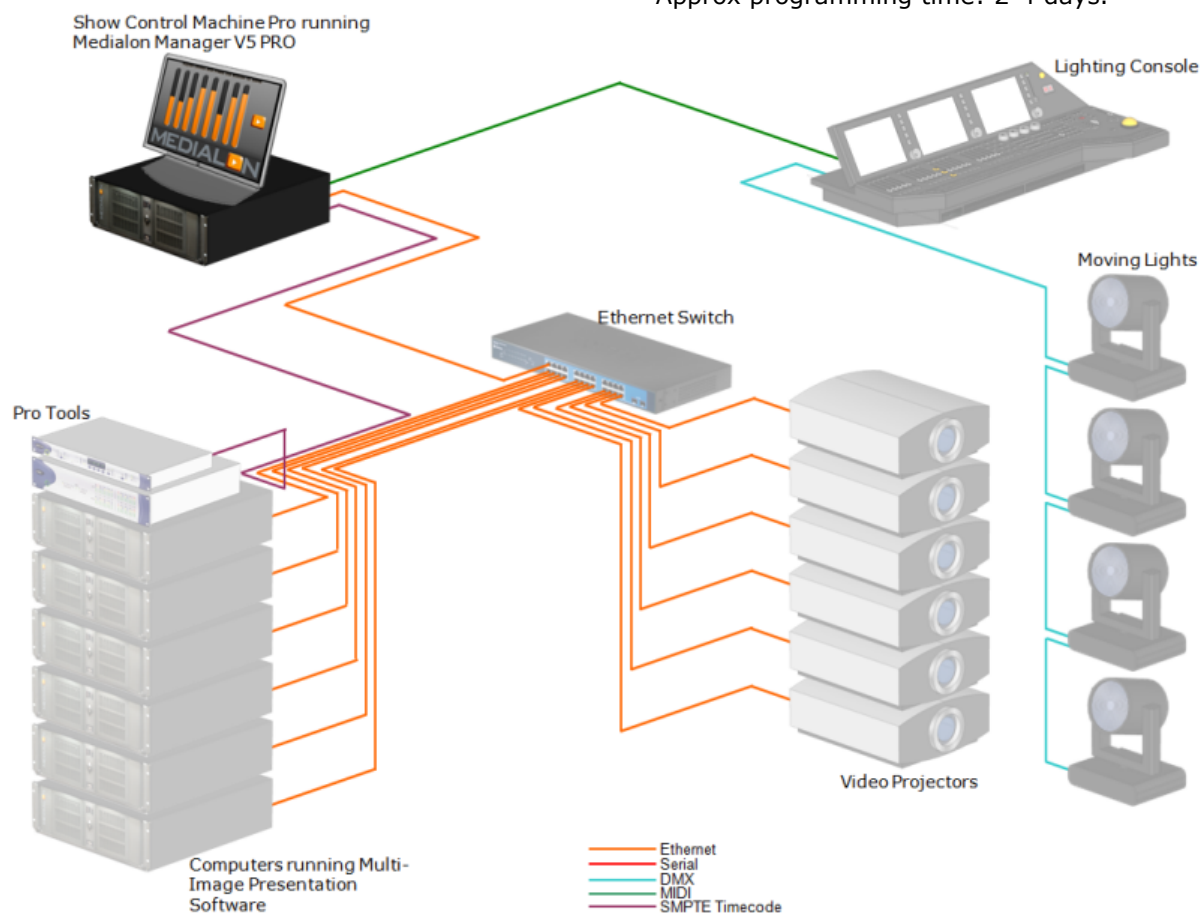 Approx programming time: 2-4 days.
Show Control Machine Pro running
Medialon Manager V5 PRO
MEDIALON
Lighting Console
Moving Lights
Ethernet Switch
Pro Tools
Video Projectors
Computers running Multi-
Image Presentation
Software
Ethernet
Serial
DMX
MIDI
SMPTE Timecode